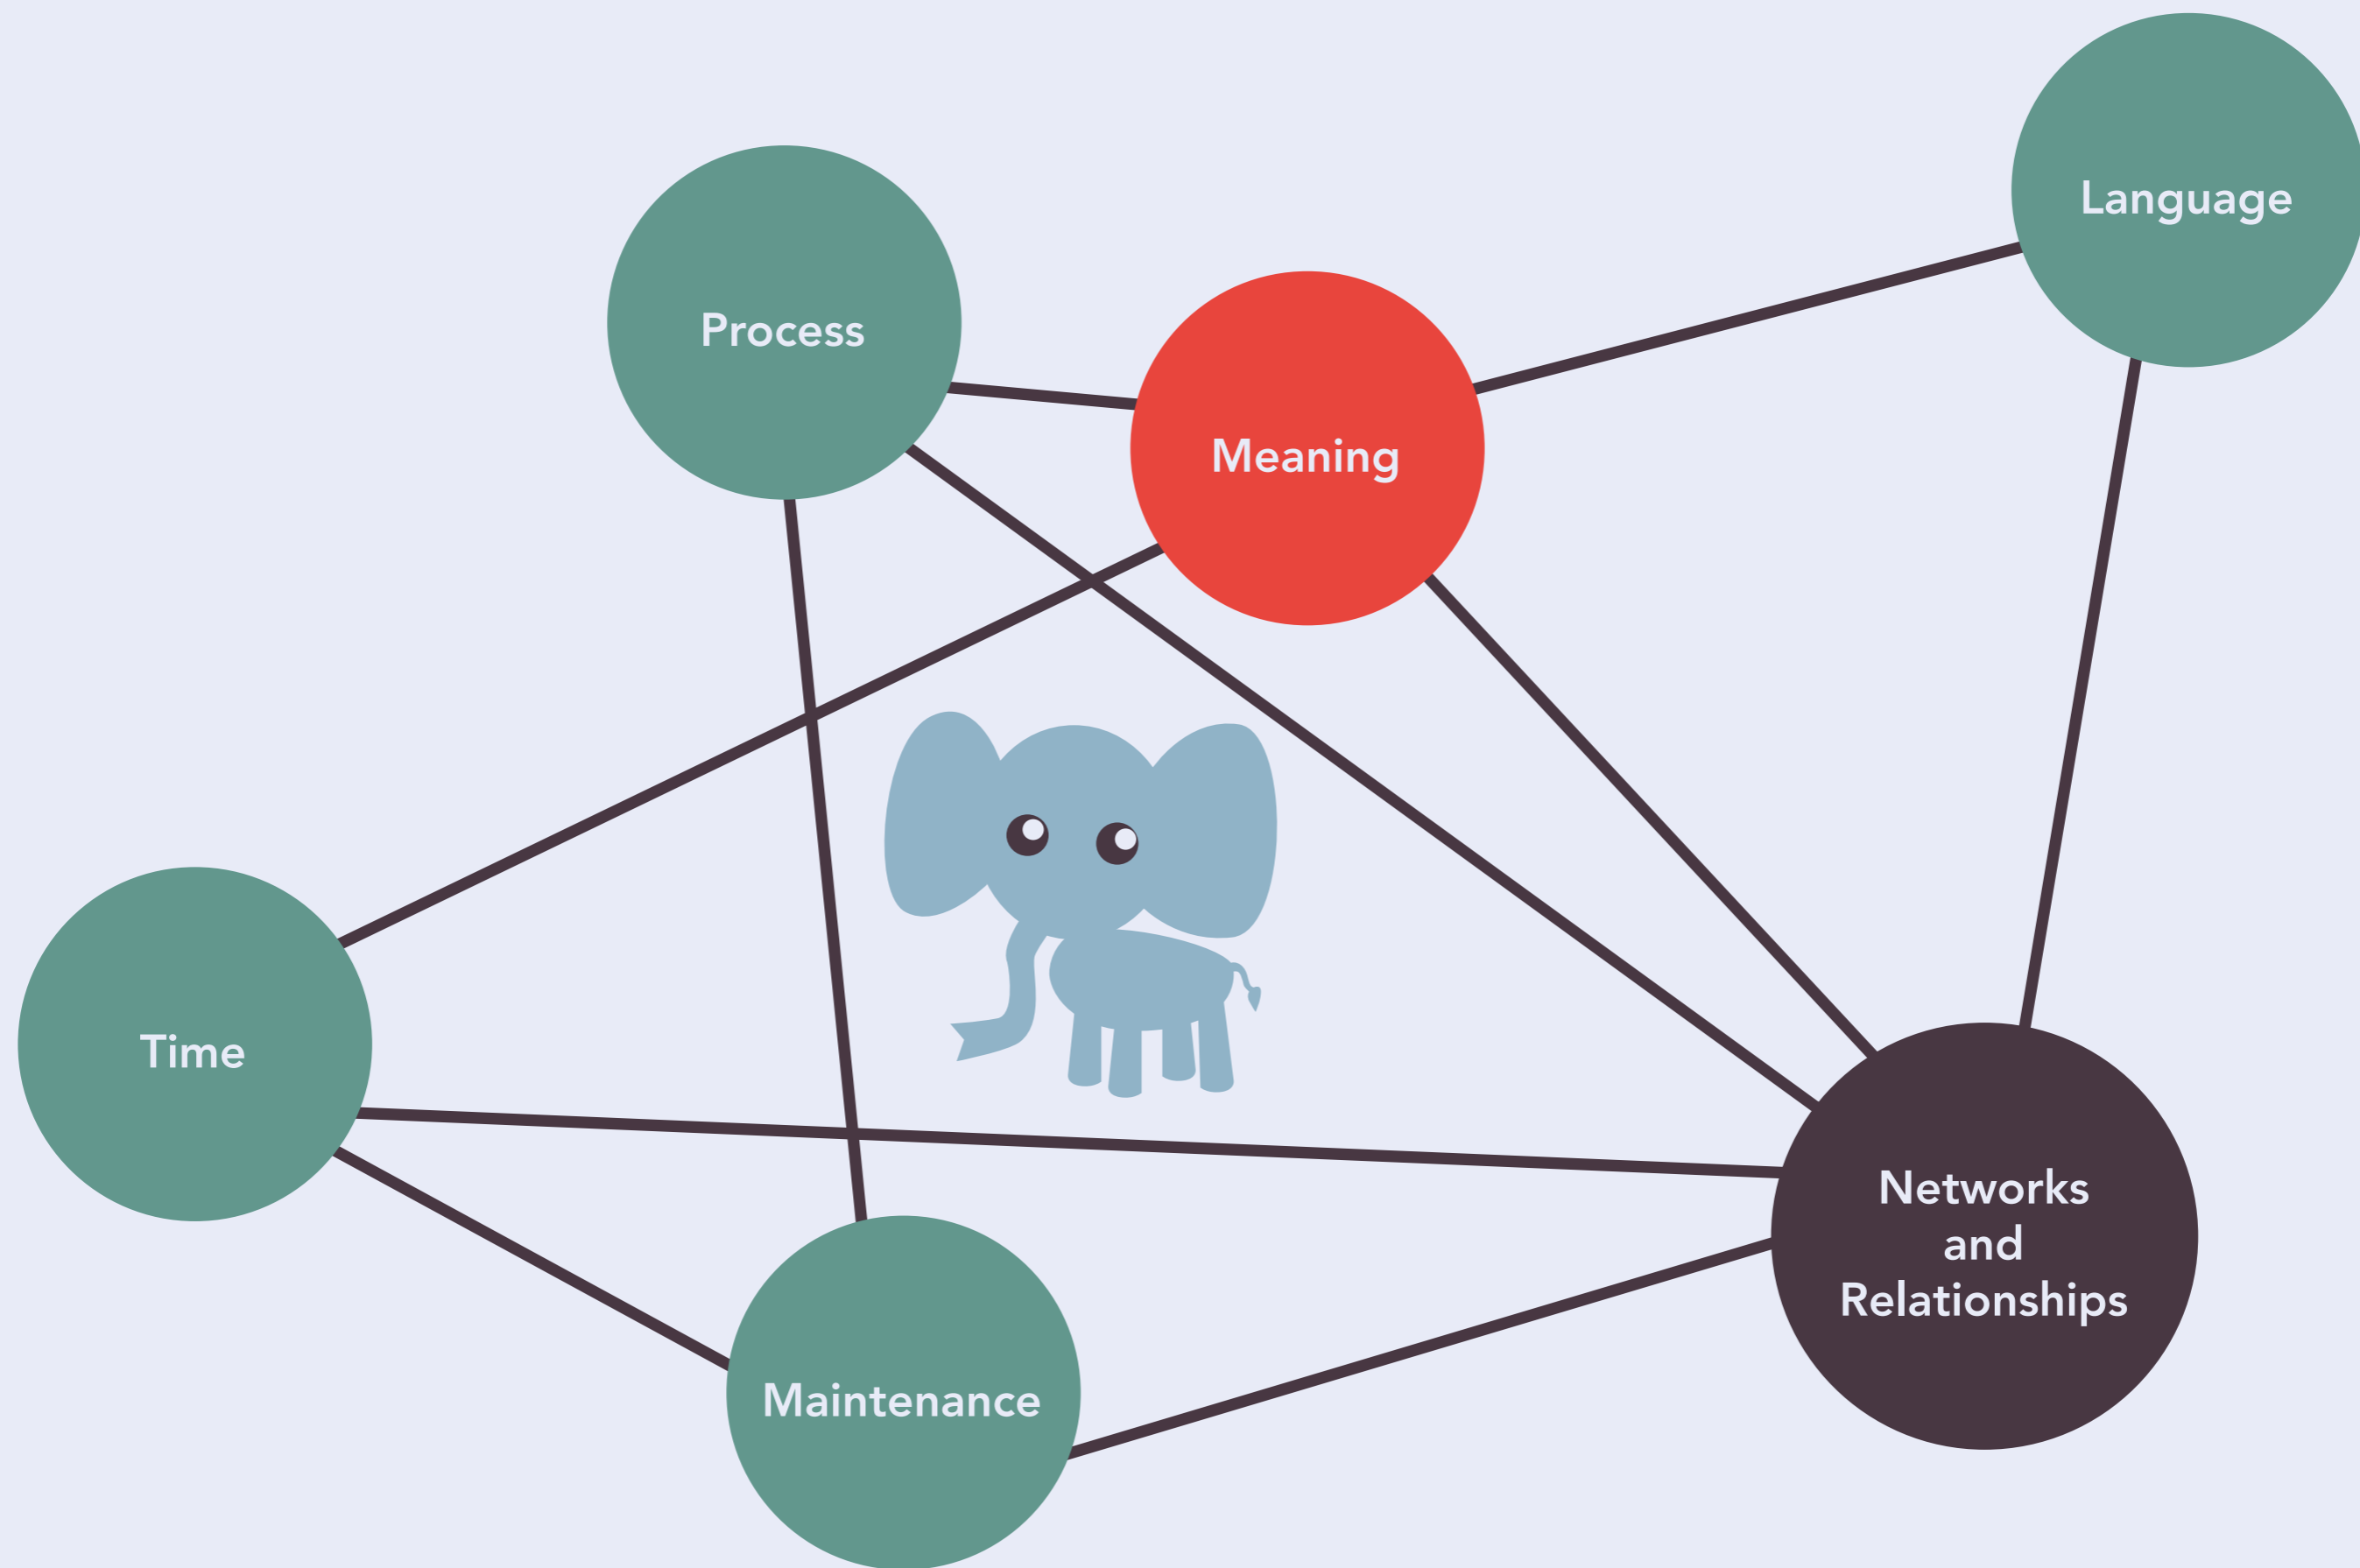 Language
Process
Meaning
Time
Networks
and
Relationships
Maintenance